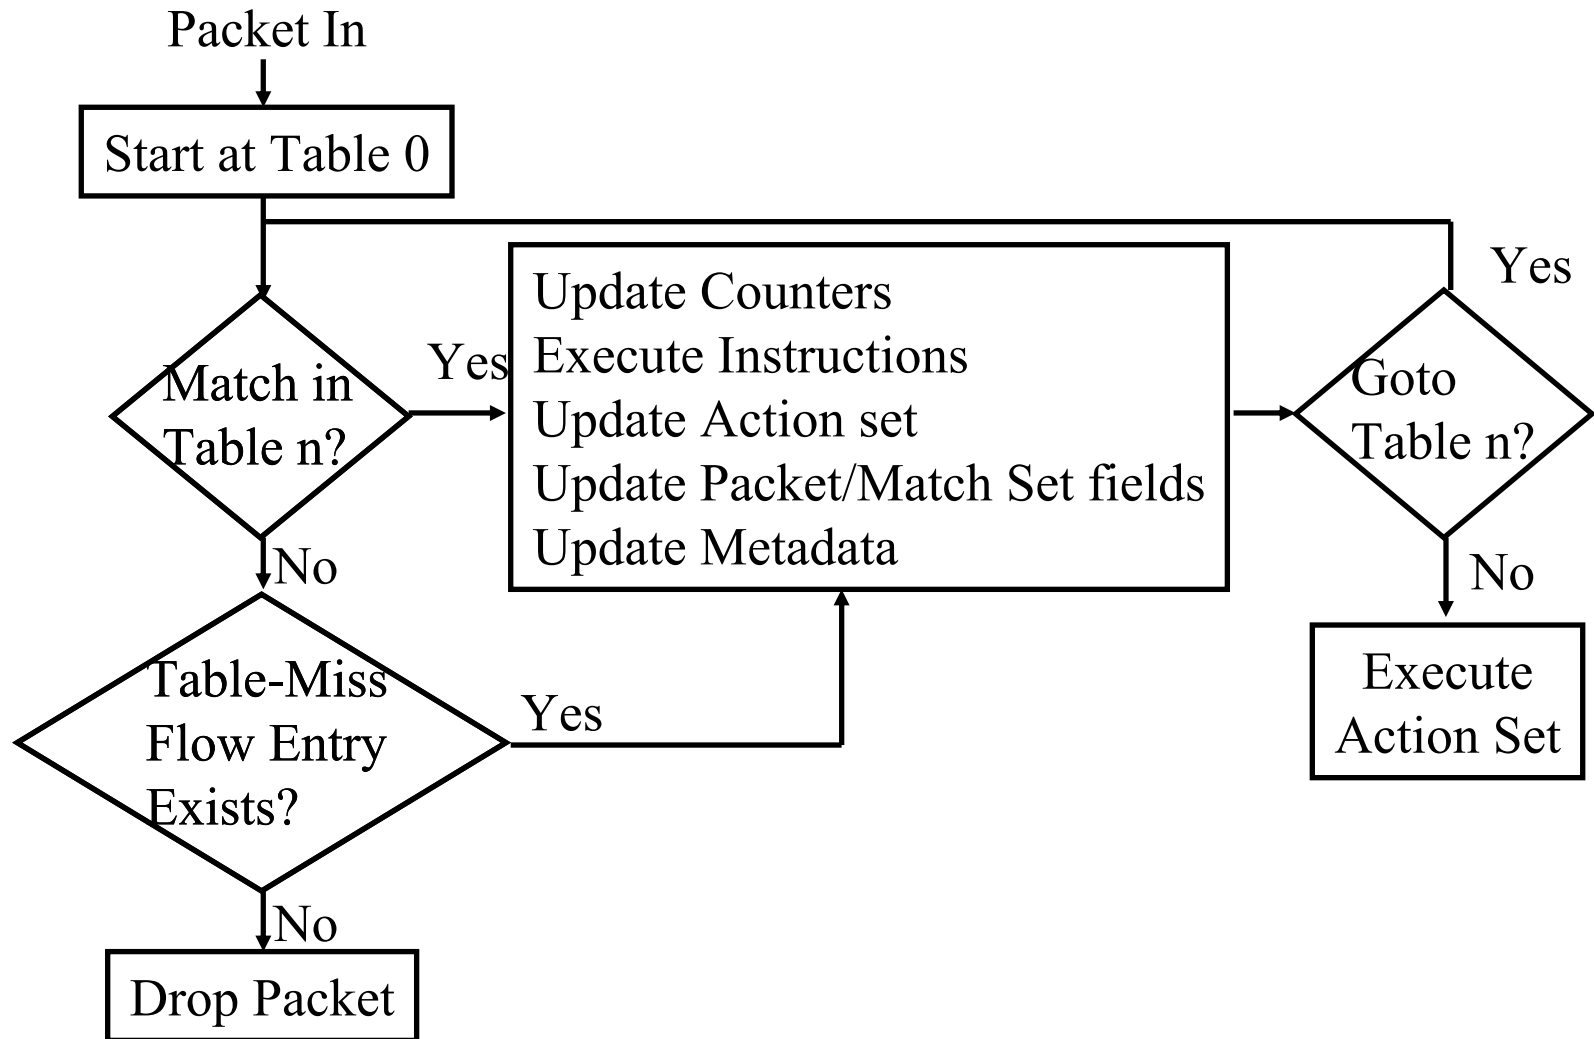 Packet In
Start at Table 0
Match in
Table n?
Yes
No
Update Counters
Execute Instructions
Update Action set
Update Packet/Match Set fields
Update Metadata
Goto
Table n?
Yes
No
Execute
Action Set
Table-Miss
Flow Entry
Exists?
Yes
No
Drop Packet